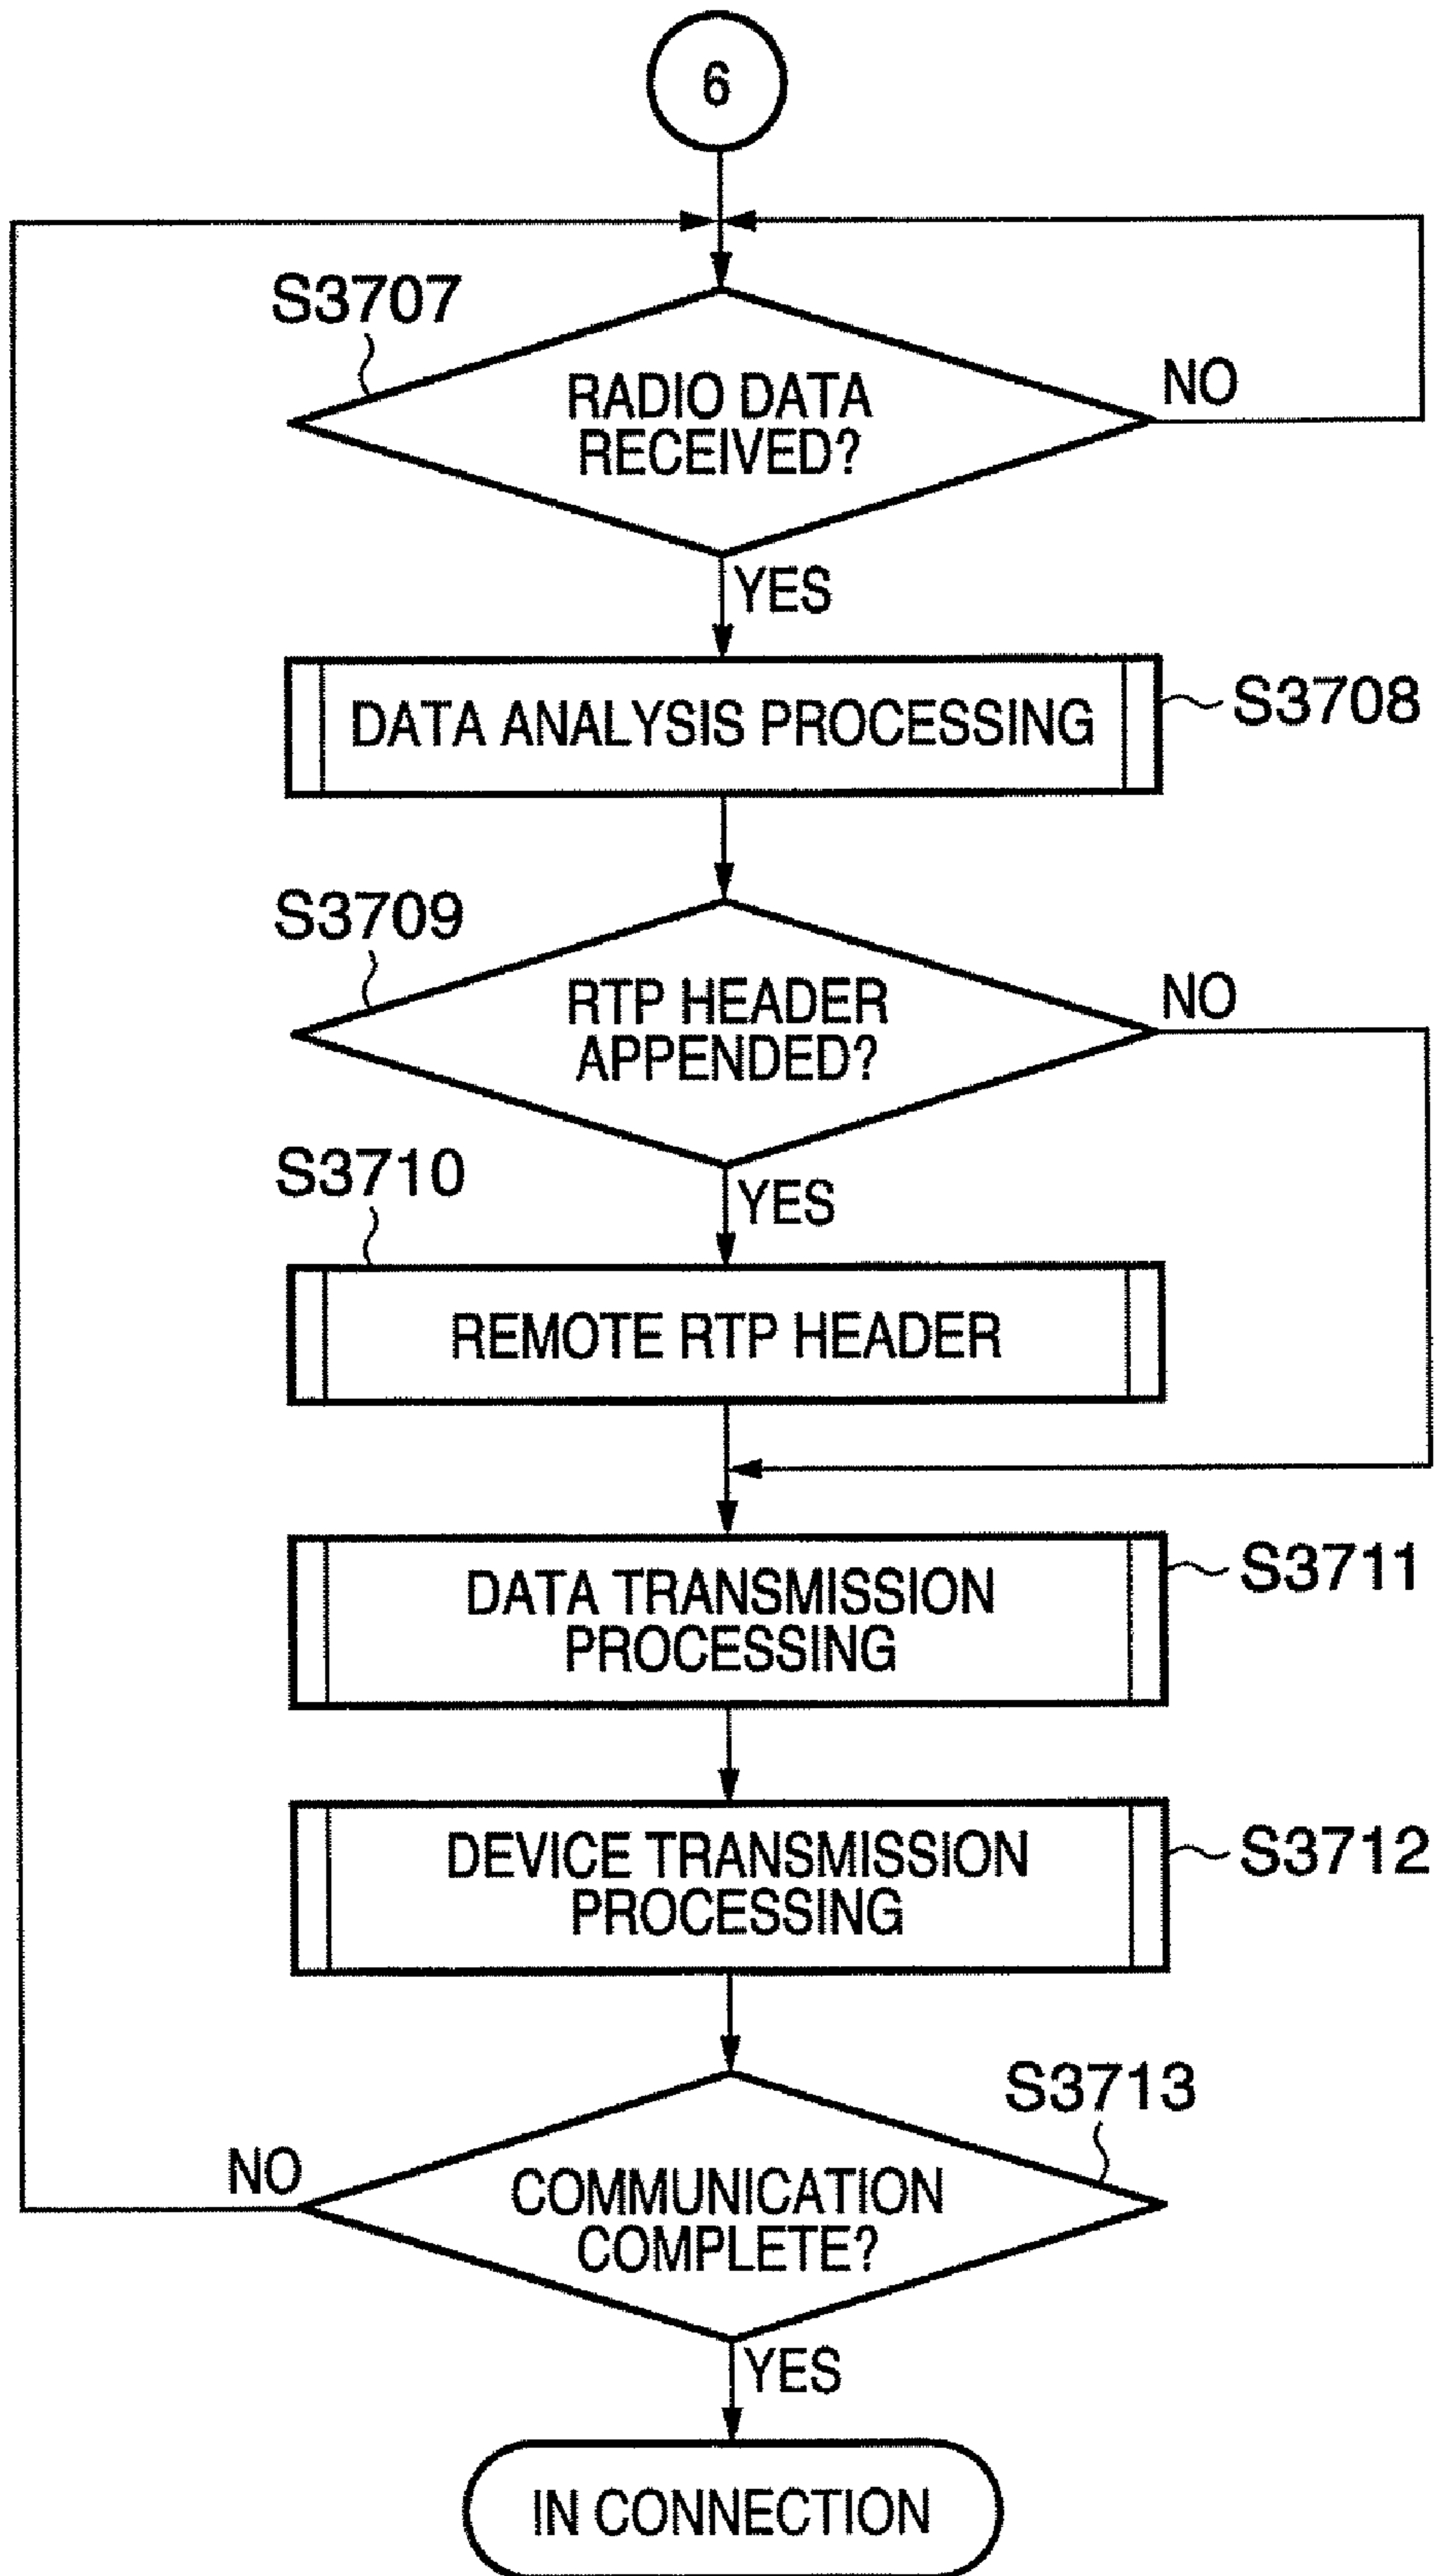 6
S3707
RADIO DATA
RECEIVED?
NO
YES
DATA ANALYSIS PROCESSING
S3708
S3709
RTP HEADER
APPENDED?
NO
S3710
YES
REMOTE RTP HEADER
DATA TRANSMISSION
PROCESSING
S3711
DEVICE TRANSMISSION
PROCESSING
S3712
S3713
NO
COMMUNICATION
COMPLETE?
YES
IN CONNECTION